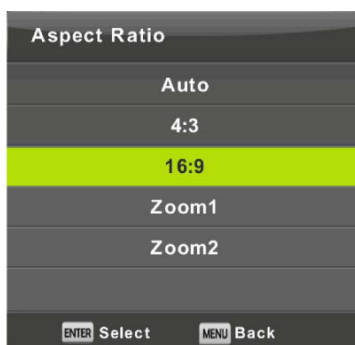 Aspect Ratio
Auto
4:3
16:9
Zoom1
Zoom2
ENTER Select MENU Back